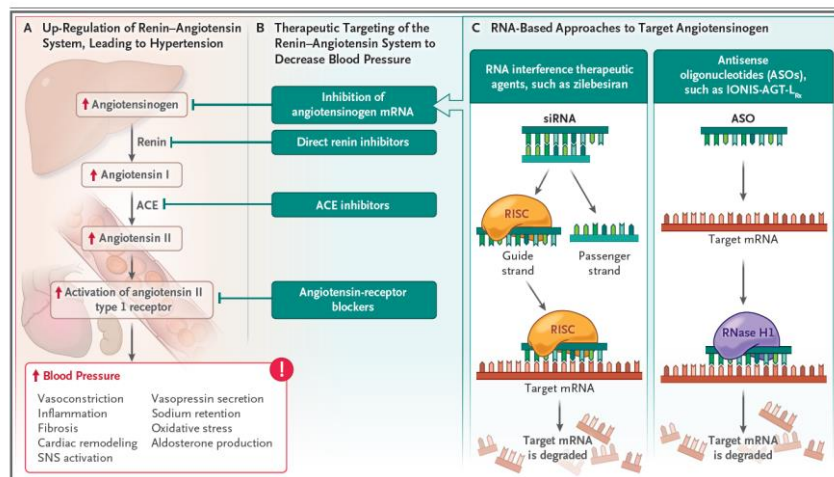 A Up-Regulation of Renin–Angiotensin
System, Leading to Hypertension
Angiotensinogen
Renin
Angiotensin I
ACE
Angiotensin II
Activation of angiotensin II
type 1 receptor
Blood Pressure
!
Vasoconstriction
Inflammation
Fibrosis
Cardiac remodeling
SNS activation
Vasopressin secretion
Sodium retention
Oxidative stress
Aldosterone production
B Therapeutic Targeting of the
Renin–Angiotensin System to
Decrease Blood Pressure
Inhibition of
angiotensinogen mRNA
Direct renin inhibitors
ACE inhibitors
Angiotensin-receptor
blockers
C RNA-Based Approaches to Target Angiotensinogen
RNA interference therapeutic
agents, such as zilebesiran
siRNA
RISC
Guide
strand
Passenger
strand
RISC
Target mRNA
Target mRNA
is degraded
Antisense
oligonucleotides (ASOs),
such as IONIS-AGT-LRx
ASO
Target mRNA
RNase H1
Target mRNA
is degraded